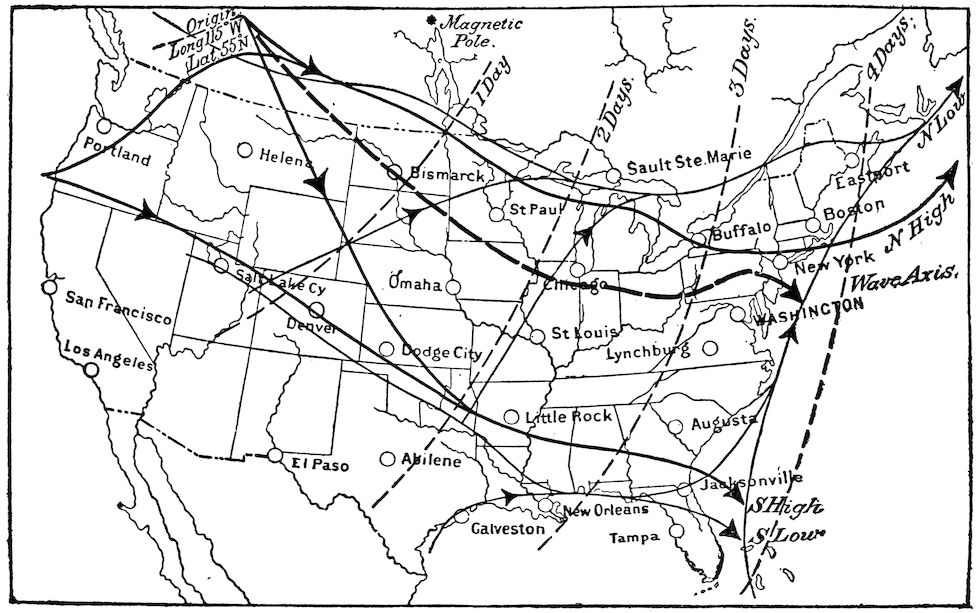 Origin.
Long 115° W
Lat. 55° N
Magnetic
Pole.
1 Day
2 Days.
3 Days.
4 Days.
N Low
N High
Wave Axis.
Portland
Helena
Bismarck
St Paul
Sault Ste. Marie
Eastport
Boston
Buffalo
New York
WASHINGTON
Chicago
Omaha
Salt Lake Cy
Denver
San Francisco
St Louis
Dodge City
Lynchburg
Los Angeles
Little Rock
Augusta
El Paso
Abilene
Jacksonville
S High
New Orleans
Galveston
Tampa
S Low